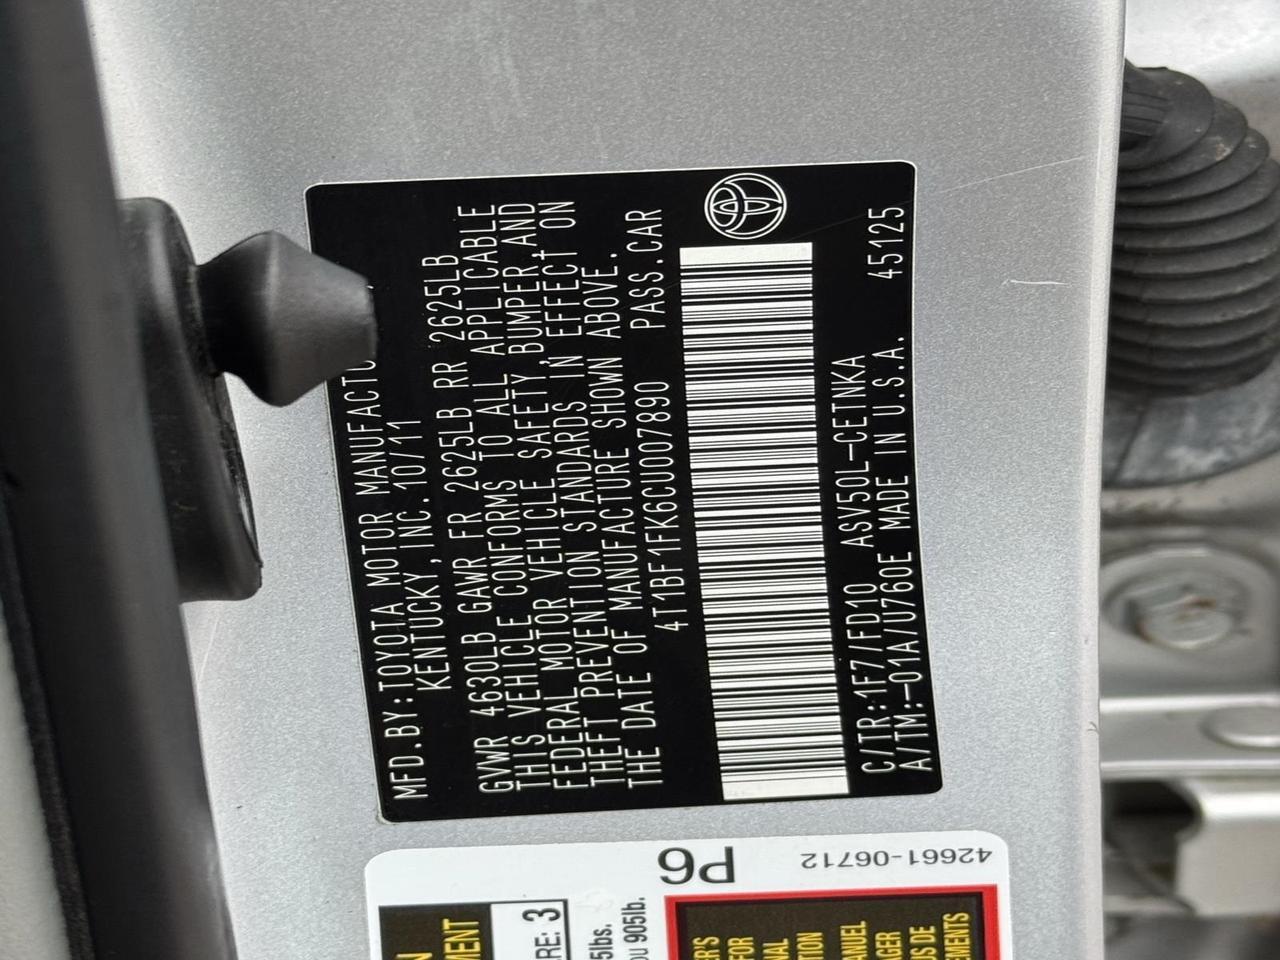 MFD.BY:TOYOTA MOTOR
KENTUCKY, INC. 10/11
GVWR 4630LB GAWR FR 2625LB RR 2625LB
THIS VEHICLE CONFORMS TO ALL APPLICABLE
FEDERAL MOTOR VEHICLE SAFETY, BUMPER, AND
THEFT PREVENTION STANDARDS IN EFFECT ON
THE DATE OF MANUFACTURE SHOWN ABOVE.
4T1BF1FK6CU007890 PASS.CAR
C/TR:1F7/FD10 ASV50L-CETNKA
A/TM:-01A/U760E MADE IN U.S.A. 45125
P6
42661-06712
3
905lb.